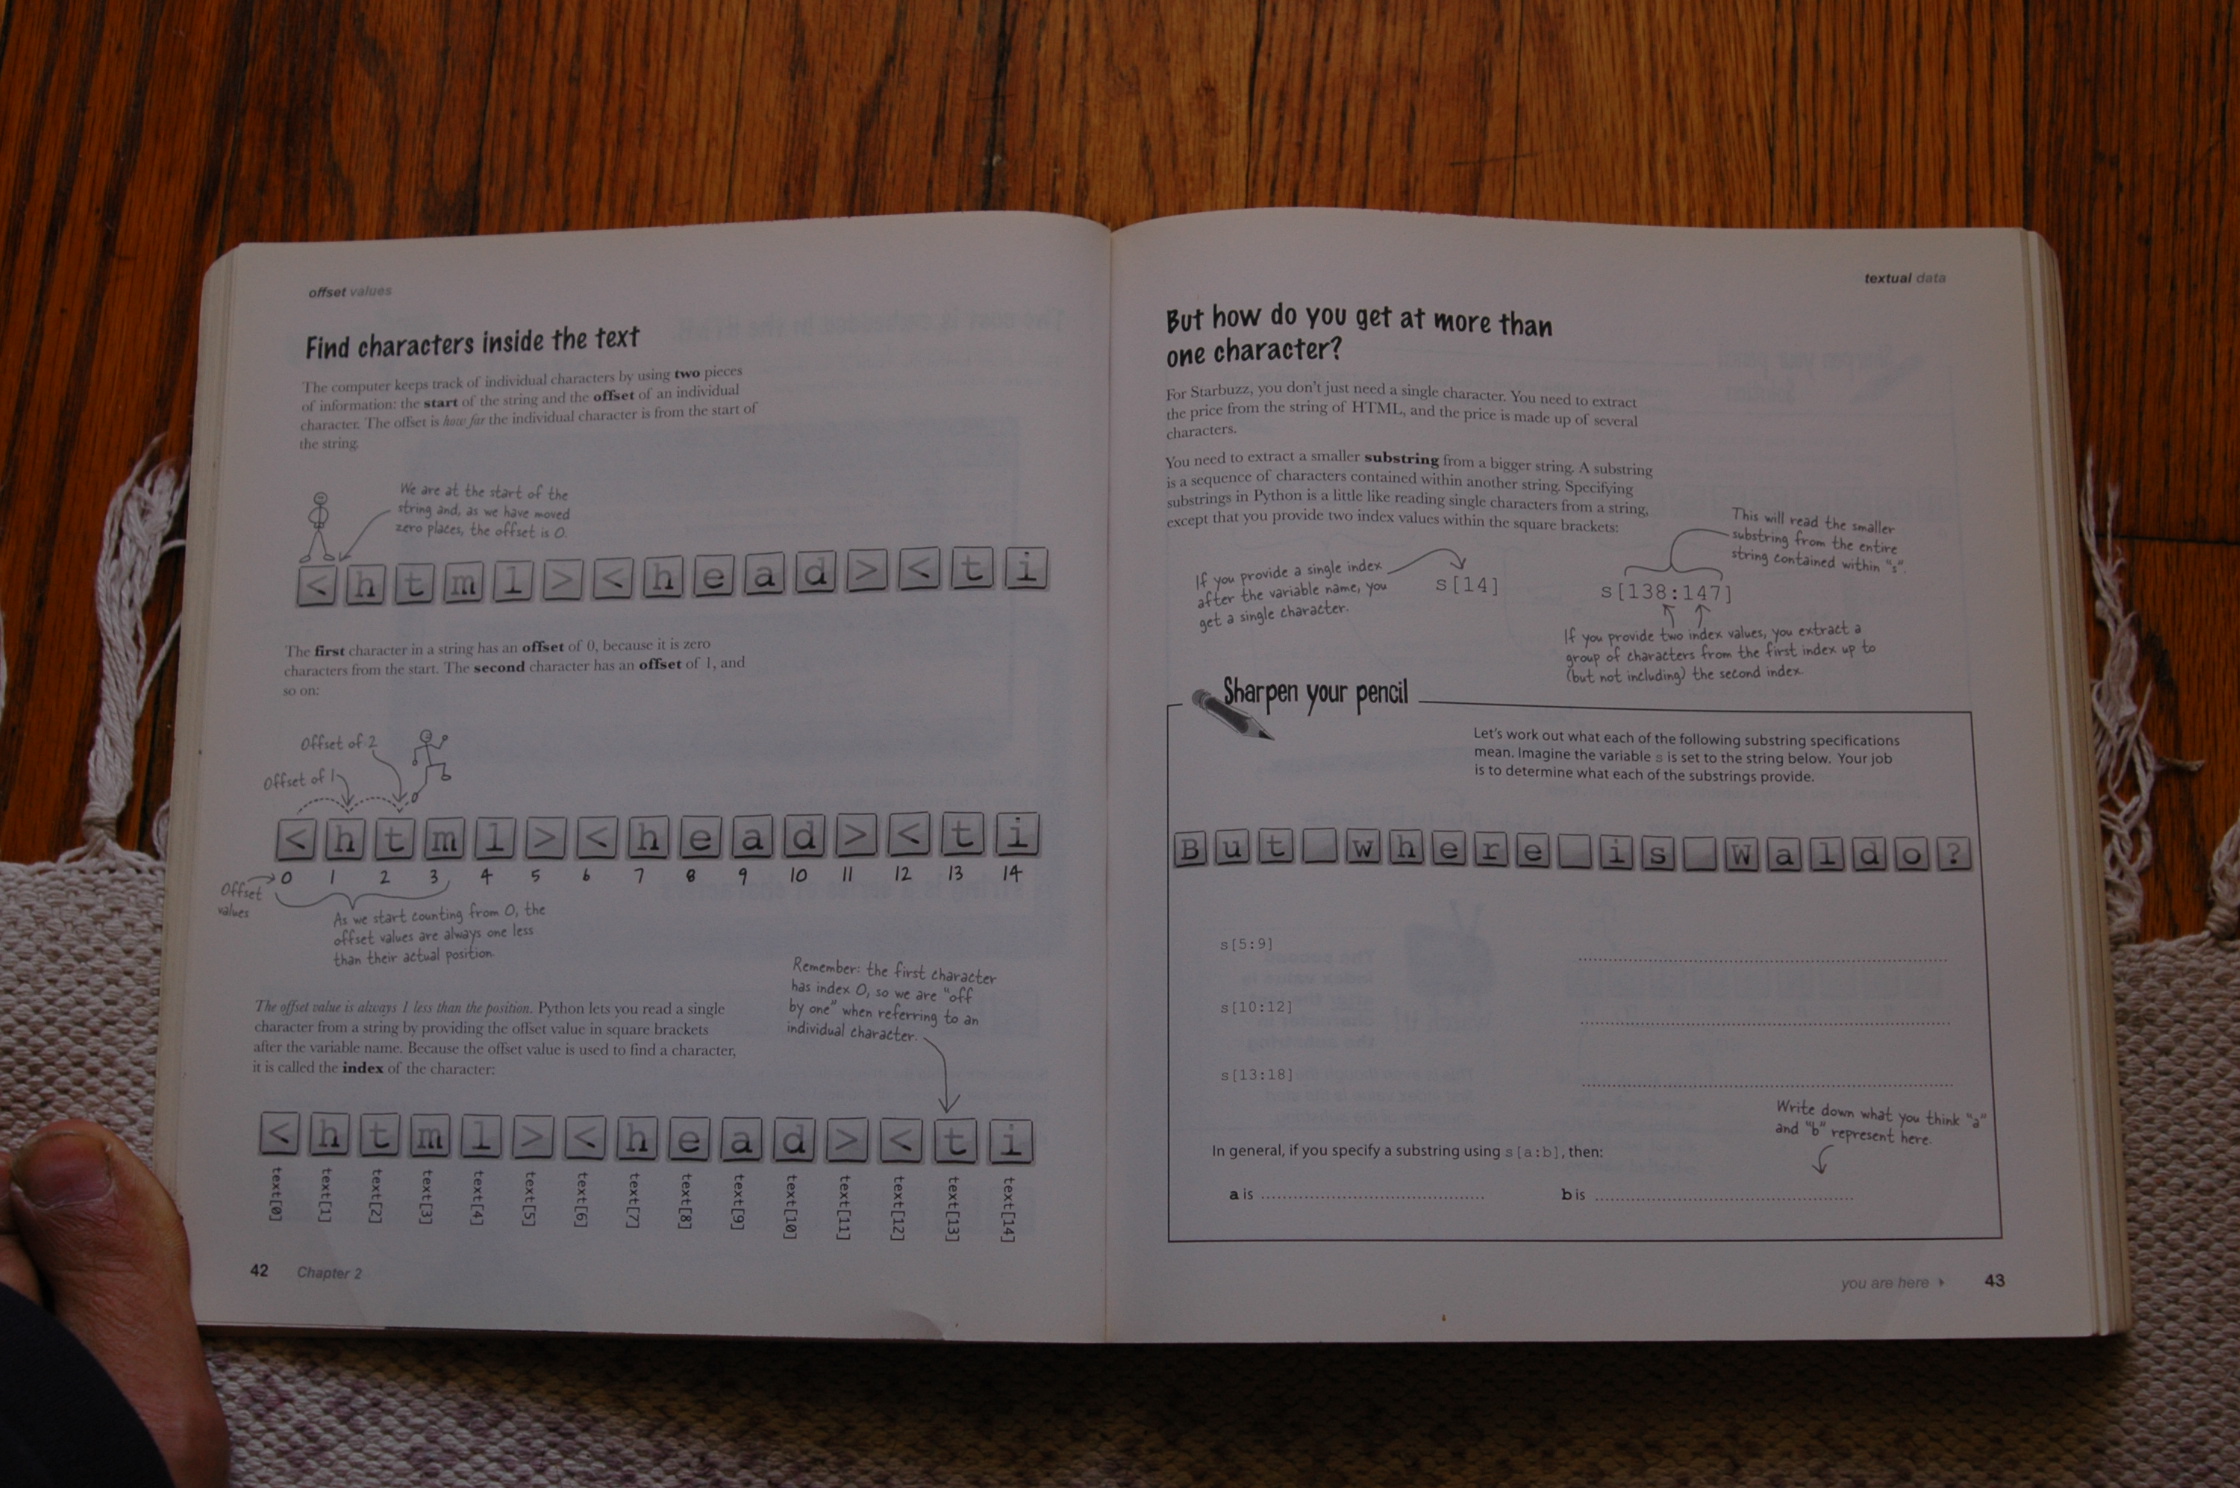 offset values
Find characters inside the text
The computer keeps track of individual characters by using two pieces
of information: the start of the string and the offset of an individual
character. The offset is how far the individual character is from the start of
the string.
We are at the start of the
string and, as we have moved
zero places, the offset is 0.
< h t m l > < h e a d > < t i
The first character in a string has an offset of 0, because it is zero
characters from the start. The second character has an offset of 1, and
so on:
Offset of 2
Offset of 1
< h t m l > < h e a d > < t i
0 1 2 3 4 5 6 7 8 9 10 11 12 13 14
Offset
values
As we start counting from 0, the
offset values are always one less
than their actual position.
The offset value is always 1 less than the position. Python lets you read a single
character from a string by providing the offset value in square brackets
after the variable name. Because the offset value is used to find a character,
it is called the index of the character:
Remember: the first character
has index 0, so we are "off
by one" when referring to an
individual character.
< h t m l > < h e a d > < t i
text[0] text[1] text[2] text[3] text[4] text[5] text[6] text[7] text[8] text[9] text[10] text[11] text[12] text[13] text[14]
42 Chapter 2
textual data
But how do you get at more than
one character?
For Starbuzz, you don't just need a single character. You need to extract
the price from the string of HTML, and the price is made up of several
characters.
You need to extract a smaller substring from a bigger string. A substring
is a sequence of characters contained within another string. Specifying
substrings in Python is a little like reading single characters from a string,
except that you provide two index values within the square brackets:
If you provide a single index
after the variable name, you
get a single character.
s[14]
s[138:147]
This will read the smaller
substring from the entire
string contained within "s".
If you provide two index values, you extract a
group of characters from the first index up to
(but not including) the second index.
Sharpen your pencil
Let's work out what each of the following substring specifications
mean. Imagine the variable s is set to the string below. Your job
is to determine what each of the substrings provide.
B u t w h e r e i s W a l d o ?
s[5:9]
s[10:12]
s[13:18]
In general, if you specify a substring using s[a:b], then:
Write down what you think "a"
and "b" represent here.
a is
b is
you are here ▸ 43